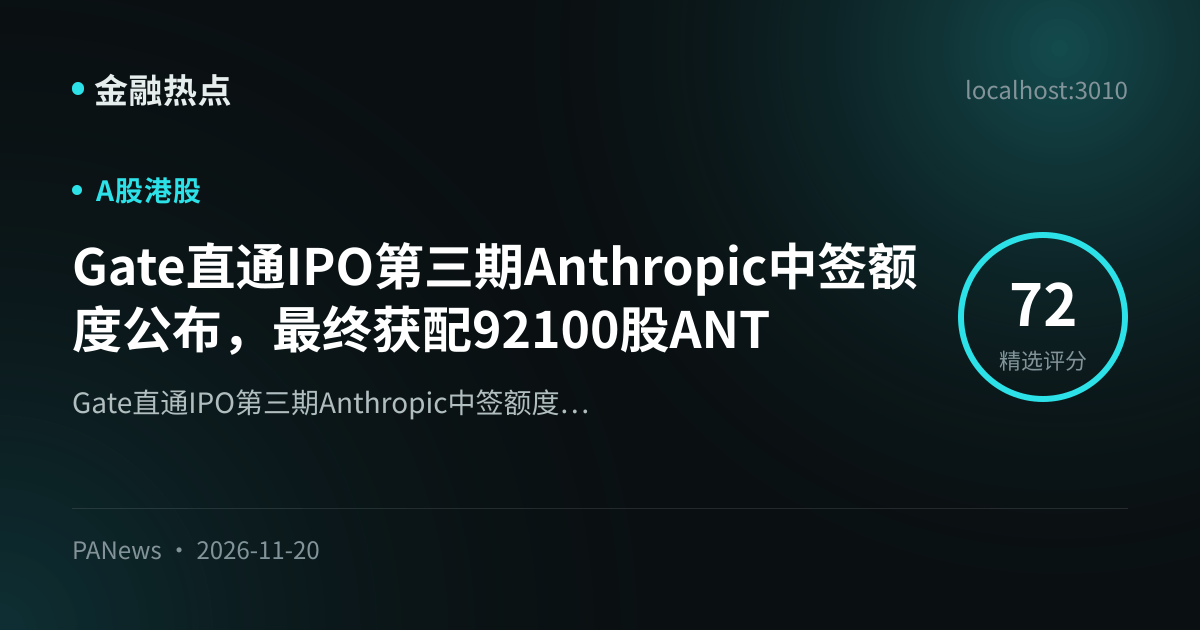 金融热点
localhost:3010
A股港股
Gate直通IPO第三期Anthropic中签额
度公布，最终获配92100股ANT
72
精选评分
Gate直通IPO第三期Anthropic中签额度…
PANews • 2026-11-20